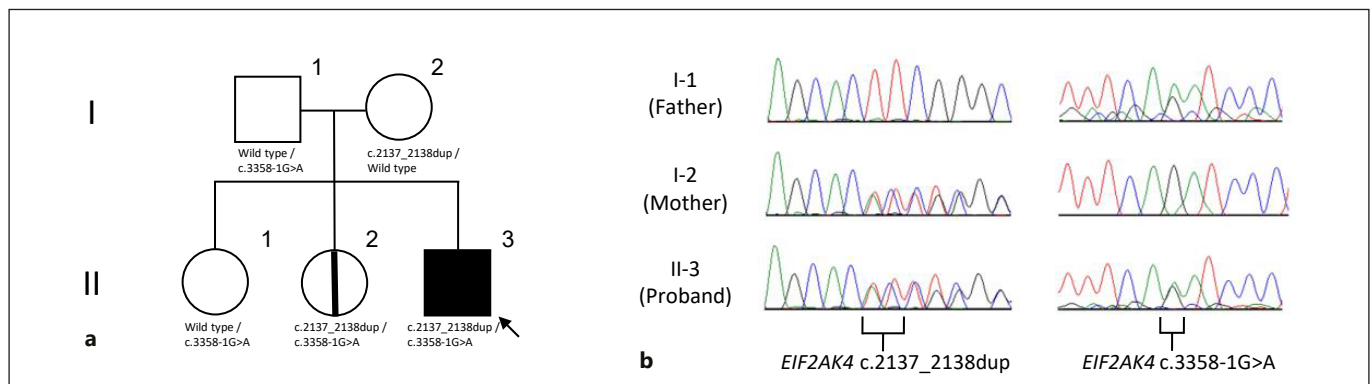 1
2
I
Wild type /
c.3358-1G>A
c.2137_2138dup /
Wild type
1
2
3
II
Wild type /
c.3358-1G>A
c.2137_2138dup /
c.3358-1G>A
c.2137_2138dup /
c.3358-1G>A
a
I-1
(Father)
I-2
(Mother)
II-3
(Proband)
b
EIF2AK4 c.2137_2138dup
EIF2AK4 c.3358-1G>A